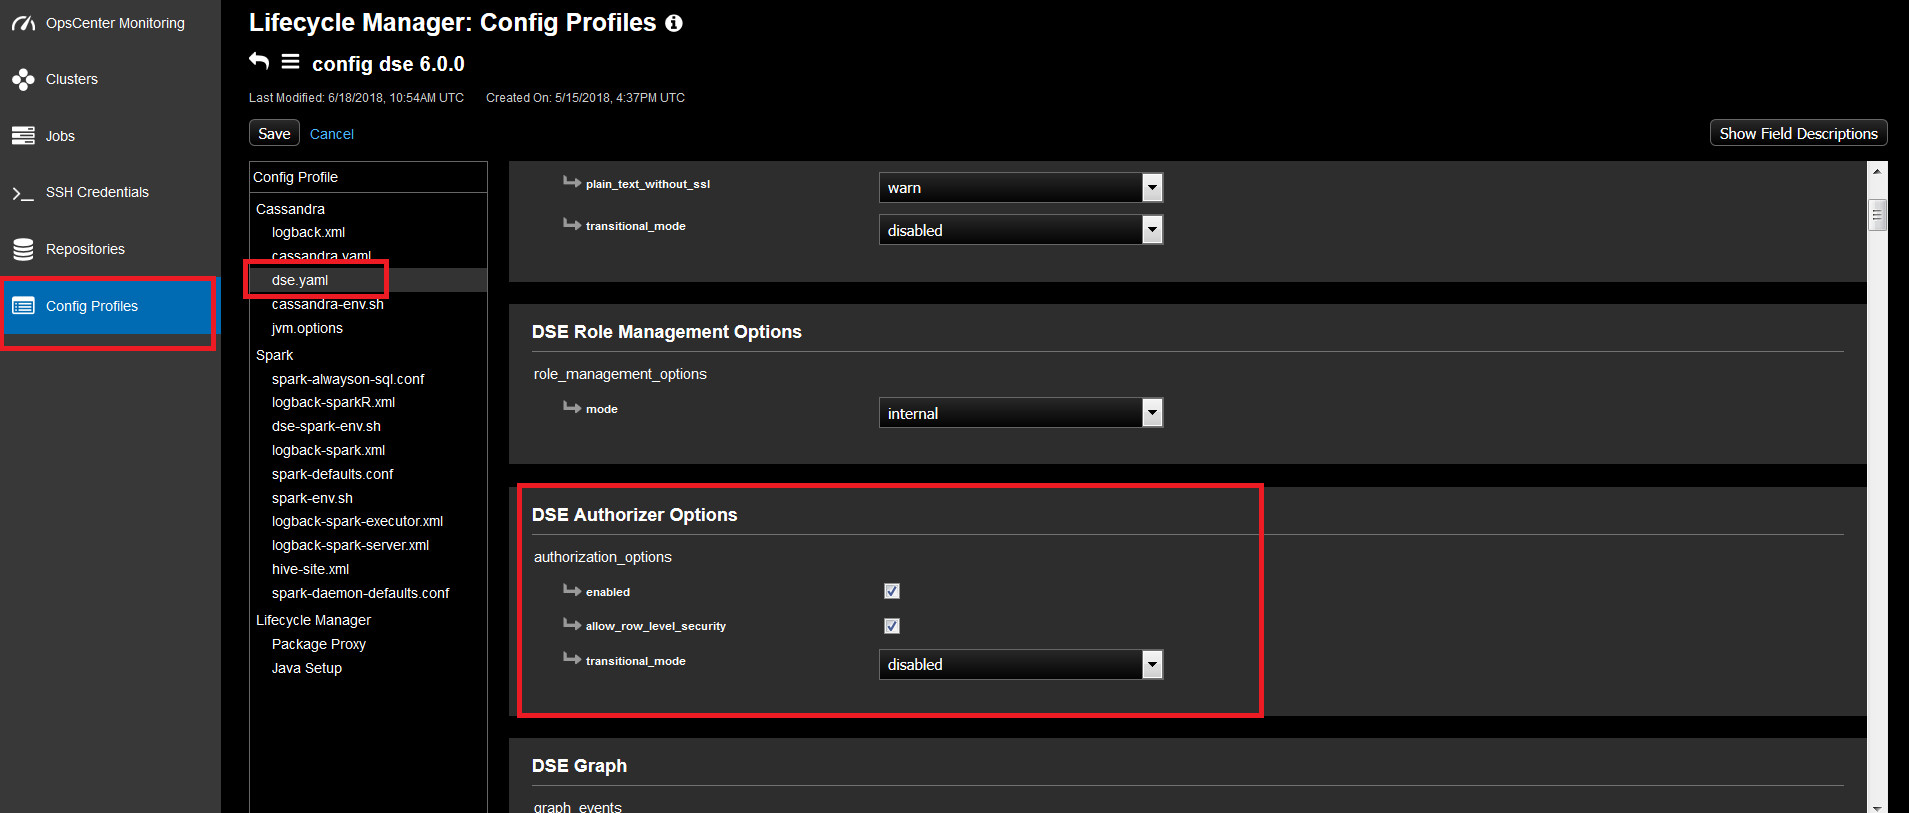 OpsCenter Monitoring
Clusters
Jobs
SSH Credentials
Repositories
Config Profiles
Lifecycle Manager: Config Profiles
config dse 6.0.0
Last Modified: 6/18/2018, 10:54AM UTC Created On: 5/15/2018, 4:37PM UTC
Save Cancel
Show Field Descriptions
Config Profile
Cassandra
logback.xml
cassandra.yaml
dse.yaml
cassandra-env.sh
jvm.options
Spark
spark-alwayson-sql.conf
logback-sparkR.xml
dse-spark-env.sh
logback-spark.xml
spark-defaults.conf
spark-env.sh
logback-spark-executor.xml
logback-spark-server.xml
hive-site.xml
spark-daemon-defaults.conf
Lifecycle Manager
Package Proxy
Java Setup
plain_text_without_ssl warn
transitional_mode disabled
DSE Role Management Options
role_management_options
mode internal
DSE Authorizer Options
authorization_options
enabled
allow_row_level_security
transitional_mode disabled
DSE Graph
graph_events